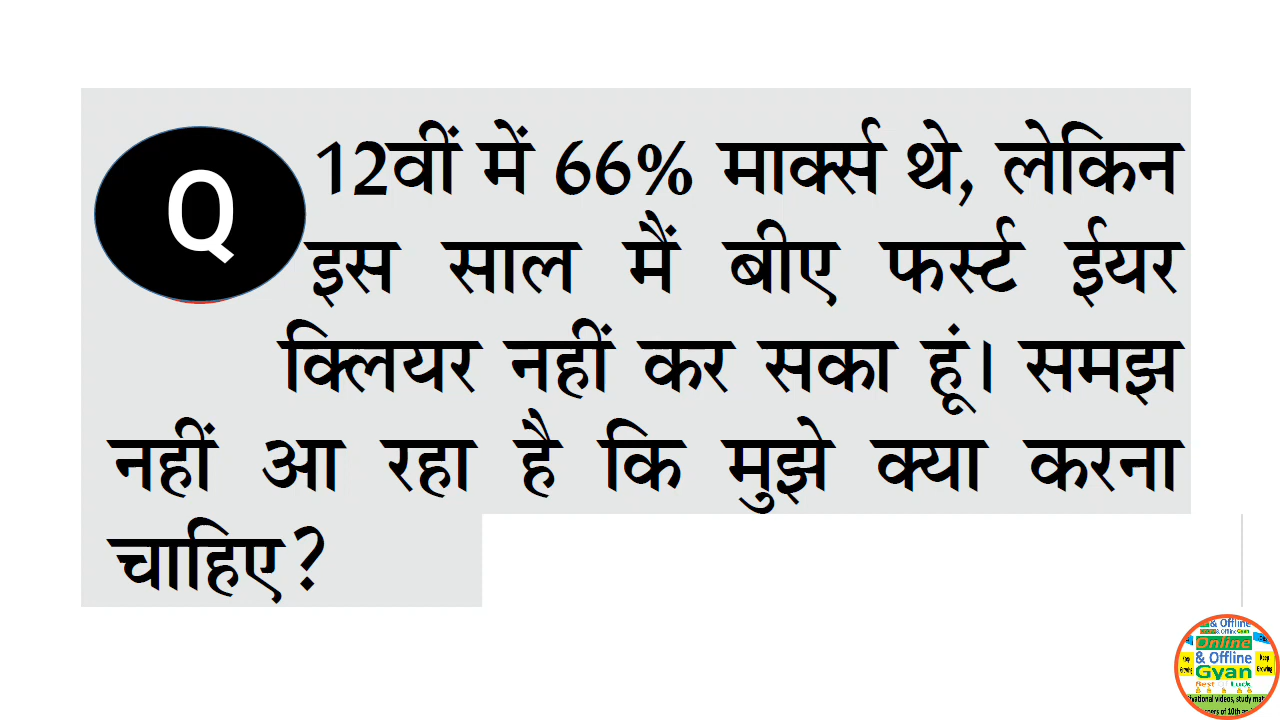 Q
12वीं में 66% मार्क्स थे, लेकिन
इस साल मैं बीए फर्स्ट ईयर
क्लियर नहीं कर सका हूं। समझ
नहीं आ रहा है कि मुझे क्या करना
चाहिए?
& Offline
Online
& Offline
Gyan